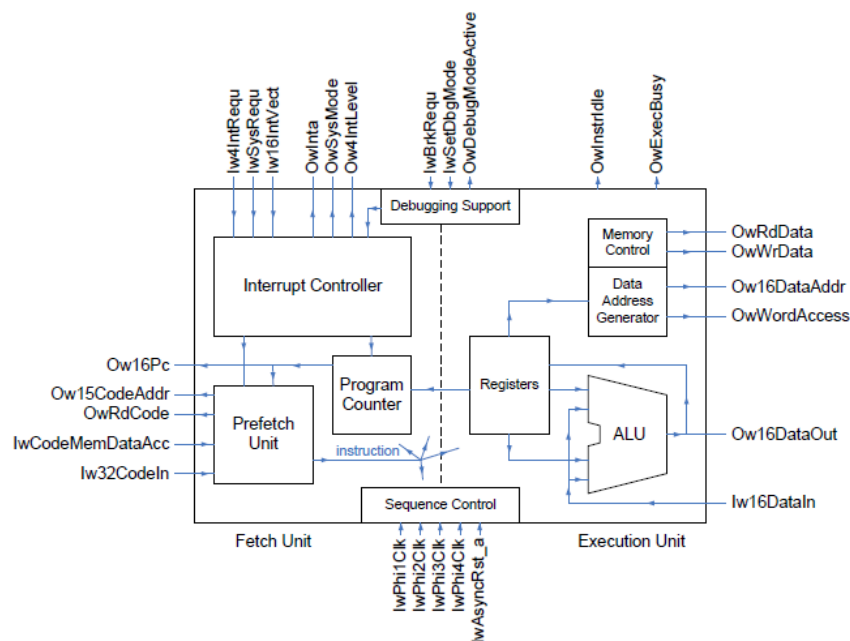 Iw4IntRequ
IwSysRequ
Iw16IntVect
OwInta
OwSysMode
Ow4IntLevel
IwBrkRequ
IwSetDbgMode
OwDebugModeActive
OwInstrIdle
OwExecBusy
Debugging Support
Interrupt Controller
Memory
Control
Data
Address
Generator
OwRdData
OwWrData
Ow16DataAddr
OwWordAccess
Ow16Pc
Ow15CodeAddr
OwRdCode
IwCodeMemDataAcc
Iw32CodeIn
Program
Counter
Prefetch
Unit
instruction
Registers
ALU
Ow16DataOut
Iw16DataIn
Sequence Control
Fetch Unit
Execution Unit
IwPhi1Clk
IwPhi2Clk
IwPhi3Clk
IwPhi4Clk
IwAsyncRst_a